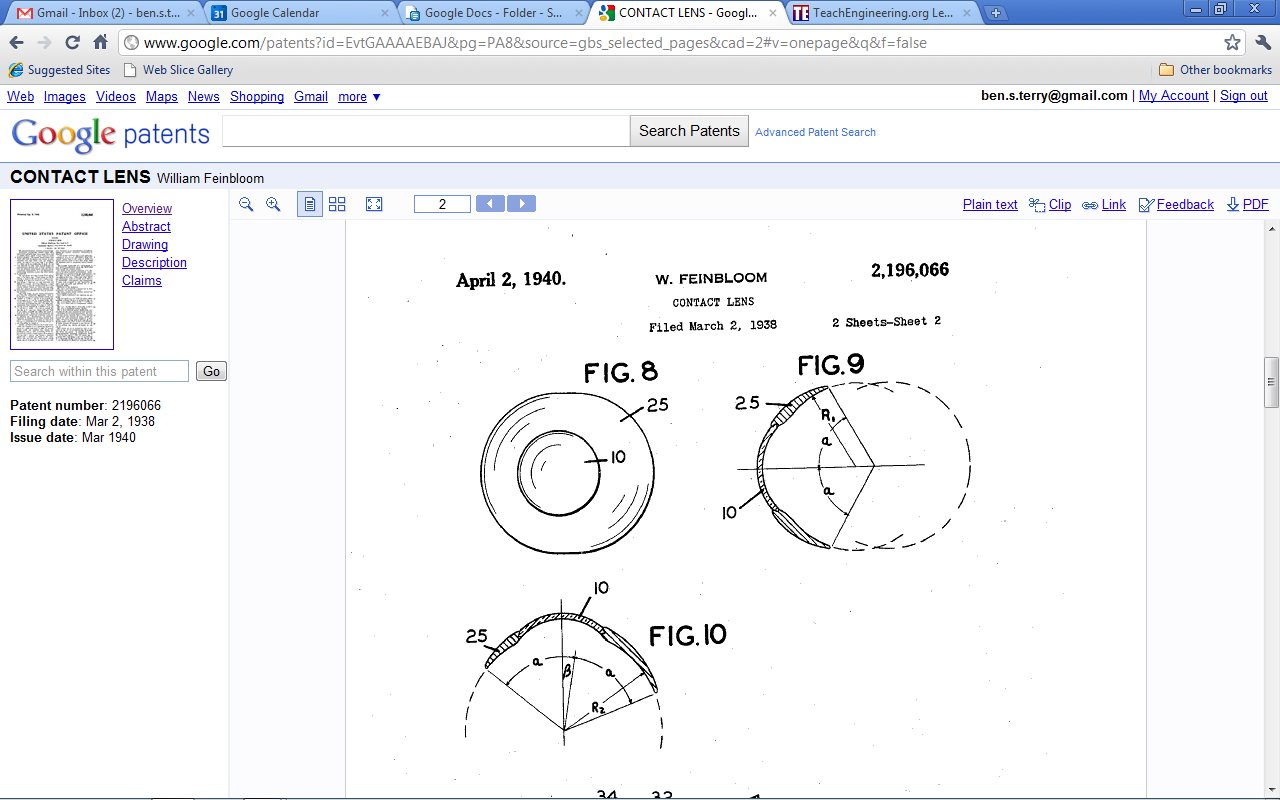 Gmail - Inbox (2) - ben.s.t... Google Calendar Google Docs - Folder - S... CONTACT LENS - Googl... TeachEngineering.org Le...
www.google.com/patents?id=EvtGAAAAEBAJ&pg=PA8&source=gbs_selected_pages&cad=2#v=onepage&q&f=false
Suggested Sites Web Slice Gallery Other bookmarks
Web Images Videos Maps News Shopping Gmail more ▼ ben.s.terry@gmail.com | My Account | Sign out
Google patents Search Patents Advanced Patent Search
CONTACT LENS William Feinbloom
2 Plain text Clip Link Feedback PDF
UNITED STATES PATENT OFFICE
Overview
Abstract
Drawing
Description
Claims
Search within this patent Go
Patent number: 2196066
Filing date: Mar 2, 1938
Issue date: Mar 1940
April 2, 1940. W. FEINBLOOM 2,196,066
CONTACT LENS
Filed March 2, 1938 2 Sheets-Sheet 2
FIG. 8
25
10
FIG. 9
25
R₁
a
a
10
10
25
FIG. 10
a
β
a
R₂
34 32